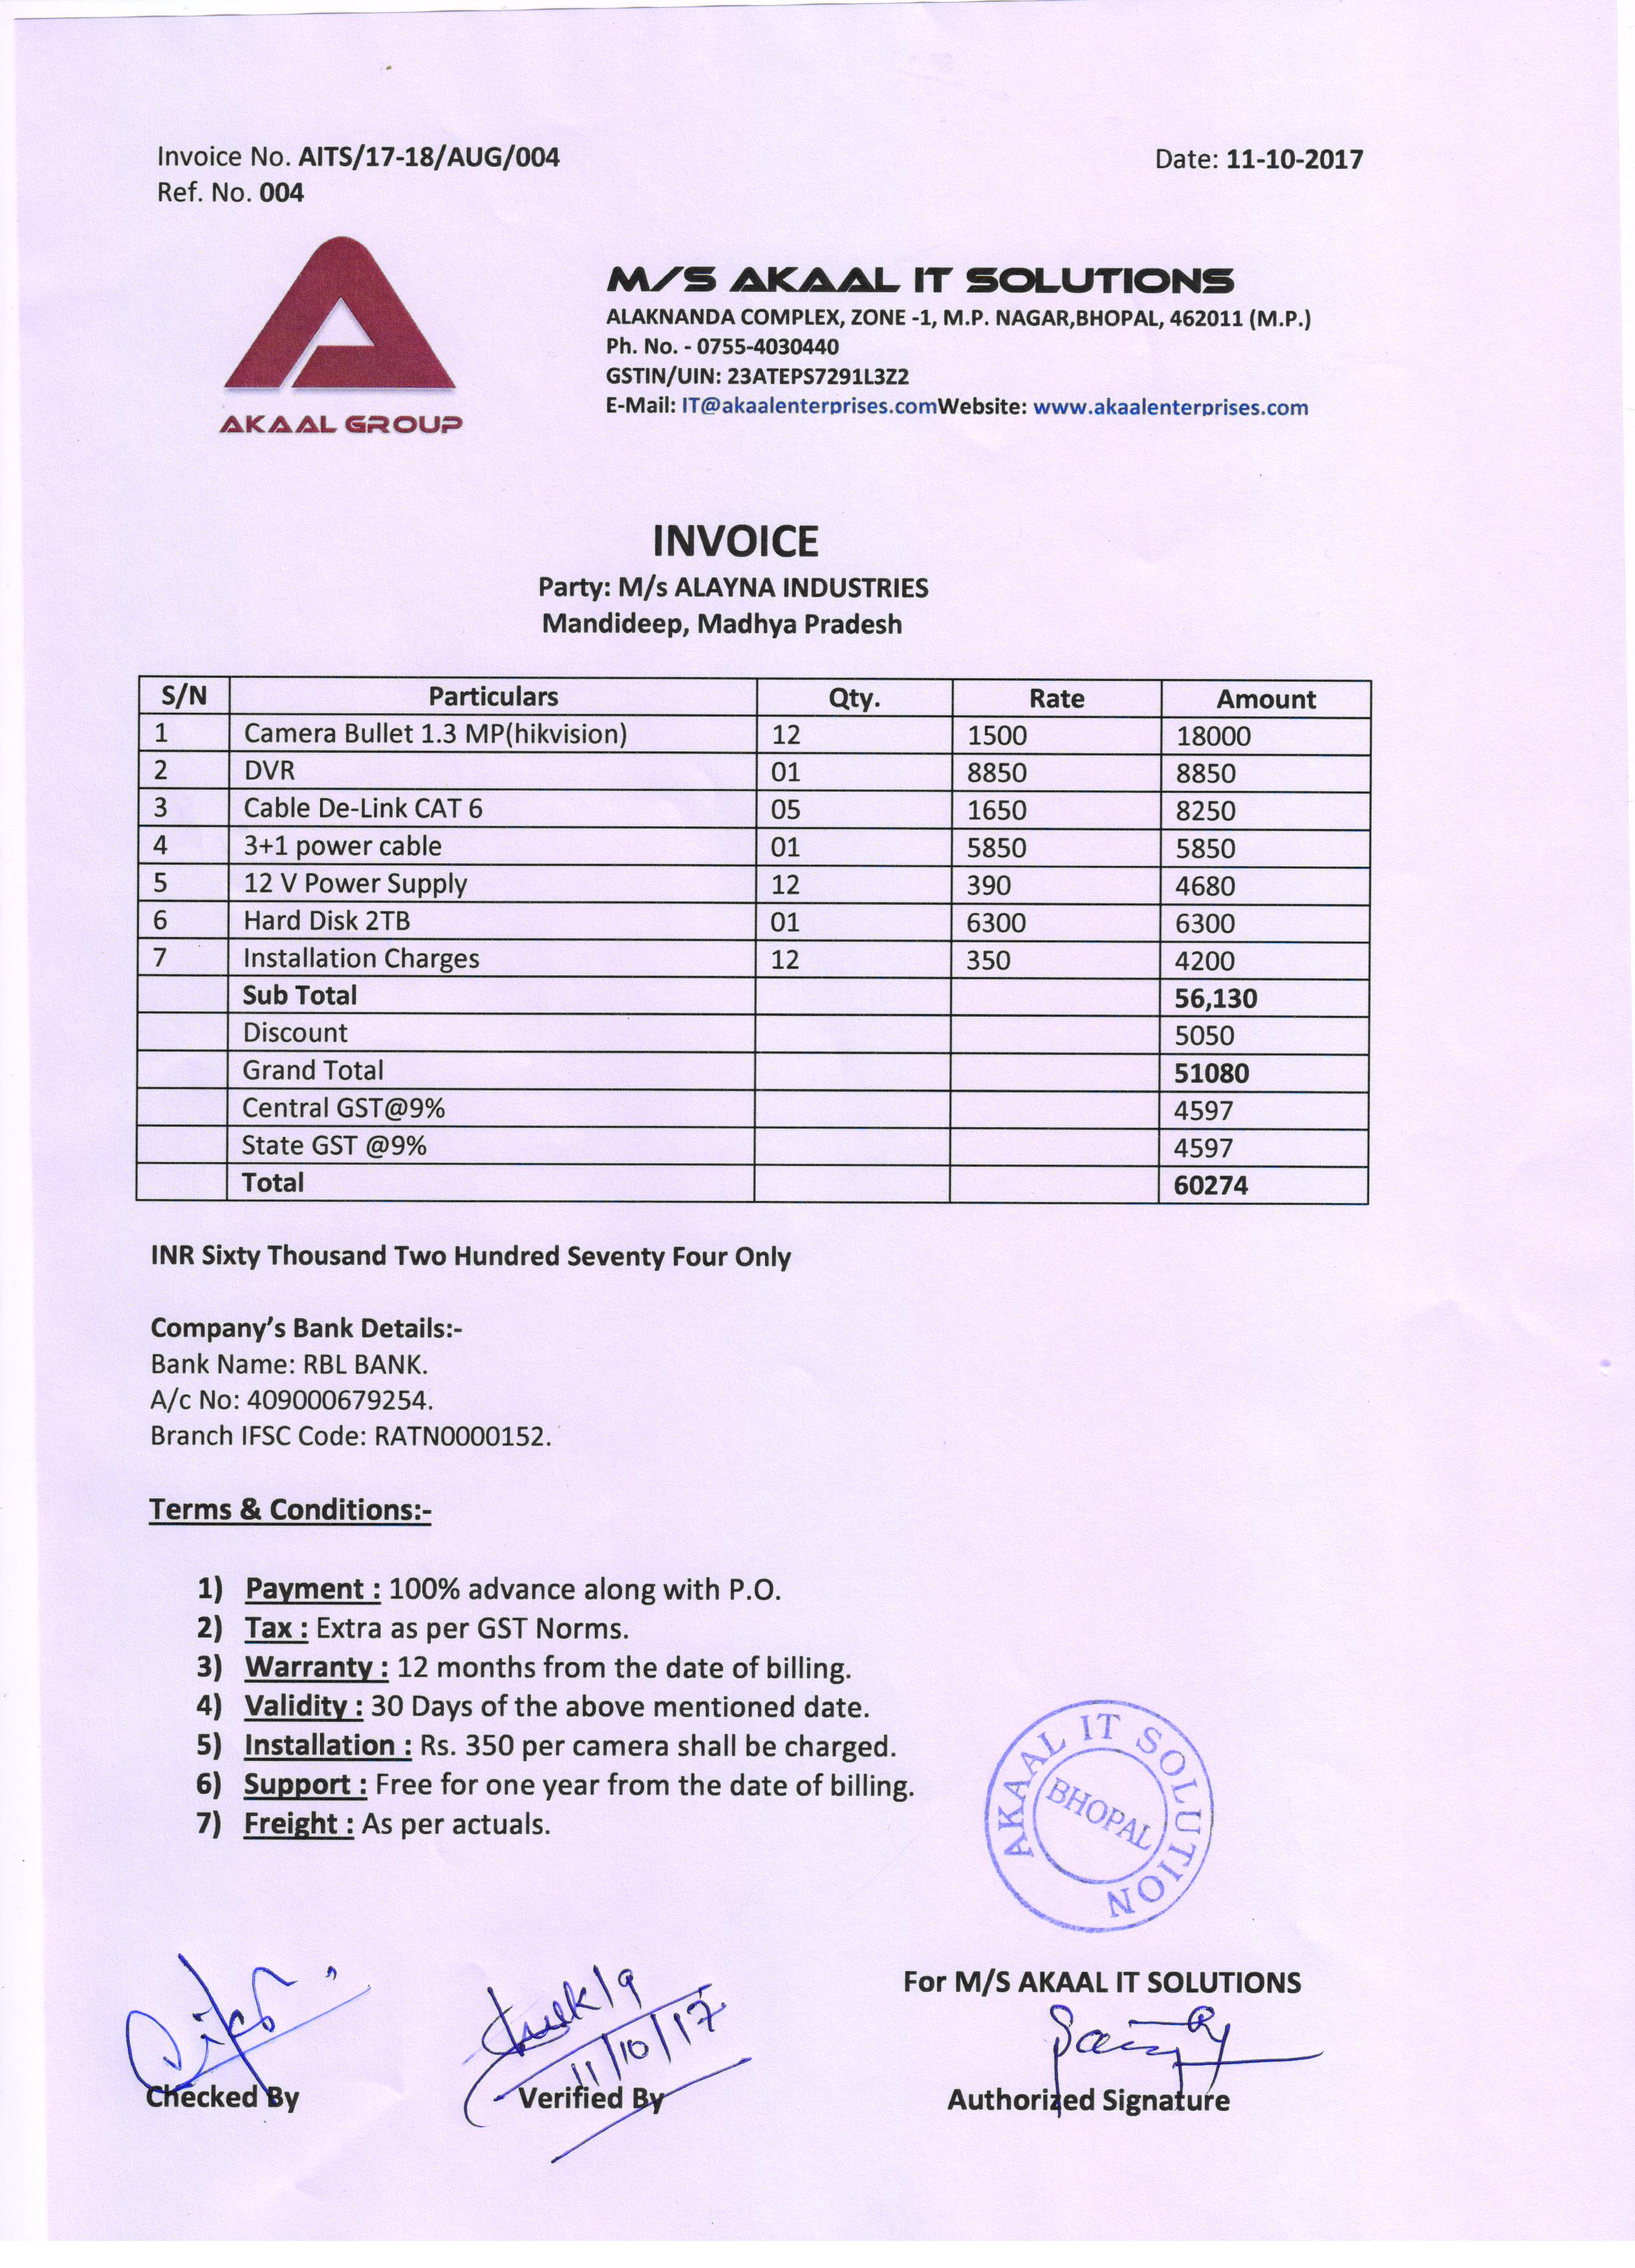 Invoice No. AITS/17-18/AUG/004 Date: 11-10-2017
Ref. No. 004
AKAAL GROUP
M/S AKAAL IT SOLUTIONS
ALAKNANDA COMPLEX, ZONE -1, M.P. NAGAR,BHOPAL, 462011 (M.P.)
Ph. No. - 0755-4030440
GSTIN/UIN: 23ATEPS7291L3Z2
E-Mail: IT@akaalenterprises.comWebsite: www.akaalenterprises.com
INVOICE
Party: M/s ALAYNA INDUSTRIES
Mandideep, Madhya Pradesh
S/N Particulars Qty. Rate Amount
1 Camera Bullet 1.3 MP(hikvision) 12 1500 18000
2 DVR 01 8850 8850
3 Cable De-Link CAT 6 05 1650 8250
4 3+1 power cable 01 5850 5850
5 12 V Power Supply 12 390 4680
6 Hard Disk 2TB 01 6300 6300
7 Installation Charges 12 350 4200
Sub Total 56,130
Discount 5050
Grand Total 51080
Central GST@9% 4597
State GST @9% 4597
Total 60274
INR Sixty Thousand Two Hundred Seventy Four Only
Company's Bank Details:-
Bank Name: RBL BANK.
A/c No: 409000679254.
Branch IFSC Code: RATN0000152.
Terms & Conditions:-
1) Payment : 100% advance along with P.O.
2) Tax : Extra as per GST Norms.
3) Warranty : 12 months from the date of billing.
4) Validity : 30 Days of the above mentioned date.
5) Installation : Rs. 350 per camera shall be charged.
6) Support : Free for one year from the date of billing.
7) Freight : As per actuals.
AKAAL IT SOLUTION
BHOPAL
For M/S AKAAL IT SOLUTIONS
11/10/17
Checked By Verified By Authorized Signature